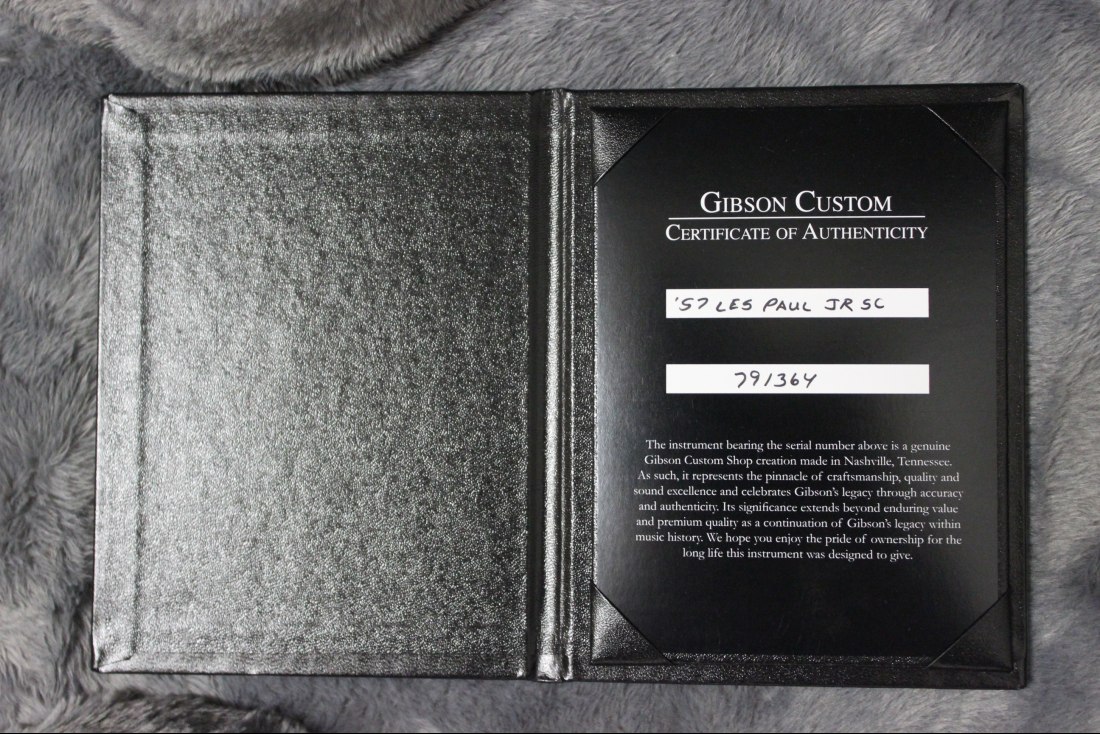 GIBSON CUSTOM
CERTIFICATE OF AUTHENTICITY
'57 LES PAUL JR SC
791364
The instrument bearing the serial number above is a genuine
Gibson Custom Shop creation made in Nashville, Tennessee.
As such, it represents the pinnacle of craftsmanship, quality and
sound excellence and celebrates Gibson's legacy through accuracy
and authenticity. Its significance extends beyond enduring value
and premium quality as a continuation of Gibson's legacy within
music history. We hope you enjoy the pride of ownership for the
long life this instrument was designed to give.